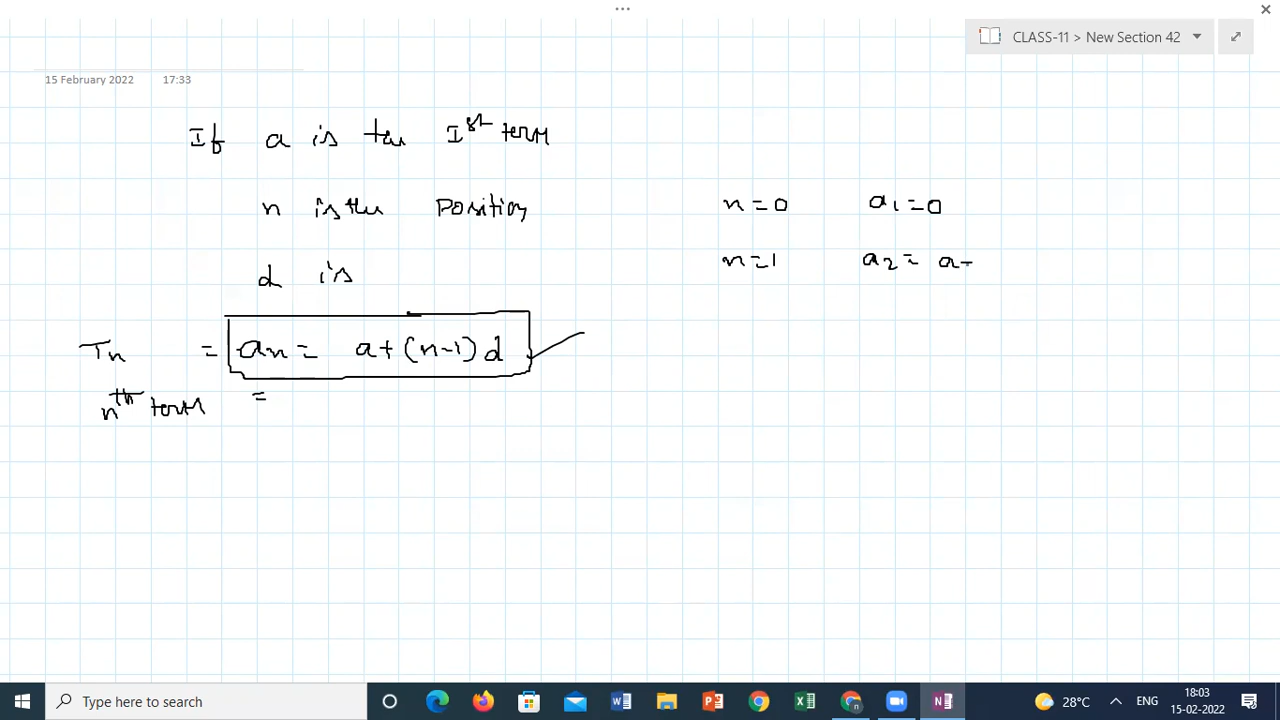 CLASS-11 > New Section 42
15 February 2022 17:33
If a is the Ist term
n is the position
d is
Tn = an = a+(n-1)d
nth term =
n=0 a1=0
n=1 a2= a-
Type here to search
28°C ENG 18:03
15-02-2022